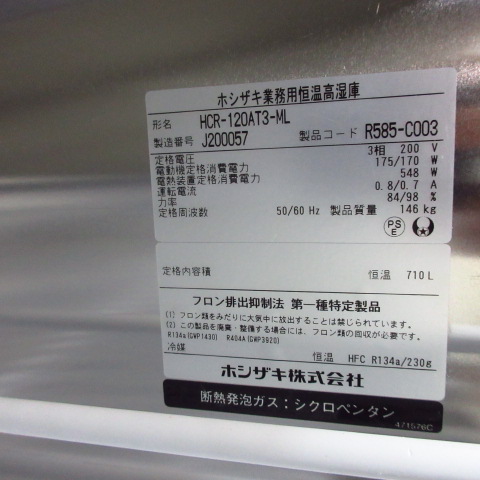 ホシザキ業務用恒温高湿庫
形名 HCR-120AT3-ML
製造番号 J200057 製品コード R585-C003
定格電圧 3相 200 V
電動機定格消費電力 175/170 W
電熱装置定格消費電力 548 W
運転電流 0.8/0.7 A
力率 84/98 %
定格周波数 50/60 Hz 製品質量 146 kg
PS
E
定格内容積 恒温 710 L
フロン排出抑制法 第一種特定製品
(1) フロン類をみだりに大気中に放出することは禁じられています。
(2) この製品を廃棄・整備する場合には、フロン類の回収が必要です。
R134a(GWP1430) R404A(GWP3920)
冷媒 恒温 HFC R134a/230g
ホシザキ株式会社
断熱発泡ガス：シクロペンタン
471576C